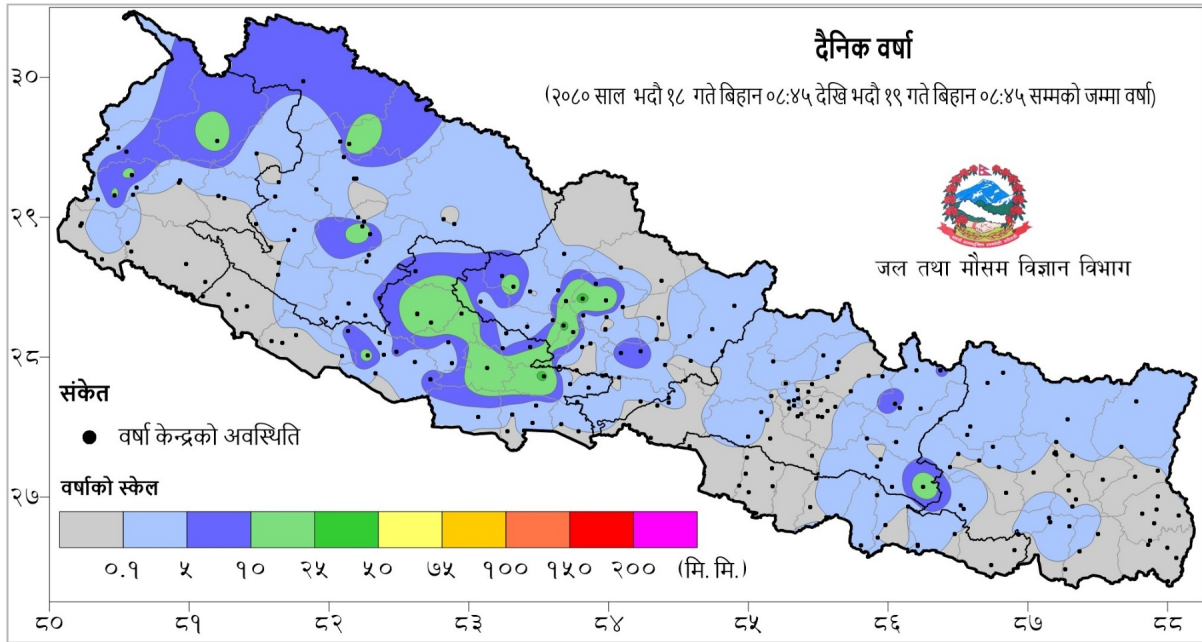 दैनिक वर्षा
(२०८० साल भदौ १८ गते बिहान ०८:४५ देखि भदौ १९ गते बिहान ०८:४५ सम्मको जम्मा वर्षा)
जल तथा मौसम विज्ञान विभाग
३०
२९
२८
२७
संकेत
वर्षा केन्द्रको अवस्थिति
वर्षाको स्केल
०.१ ५ १० २५ ५० ७५ १०० १५० २०० (मि. मि.)
८० ८१ ८२ ८३ ८४ ८५ ८६ ८७ ८८